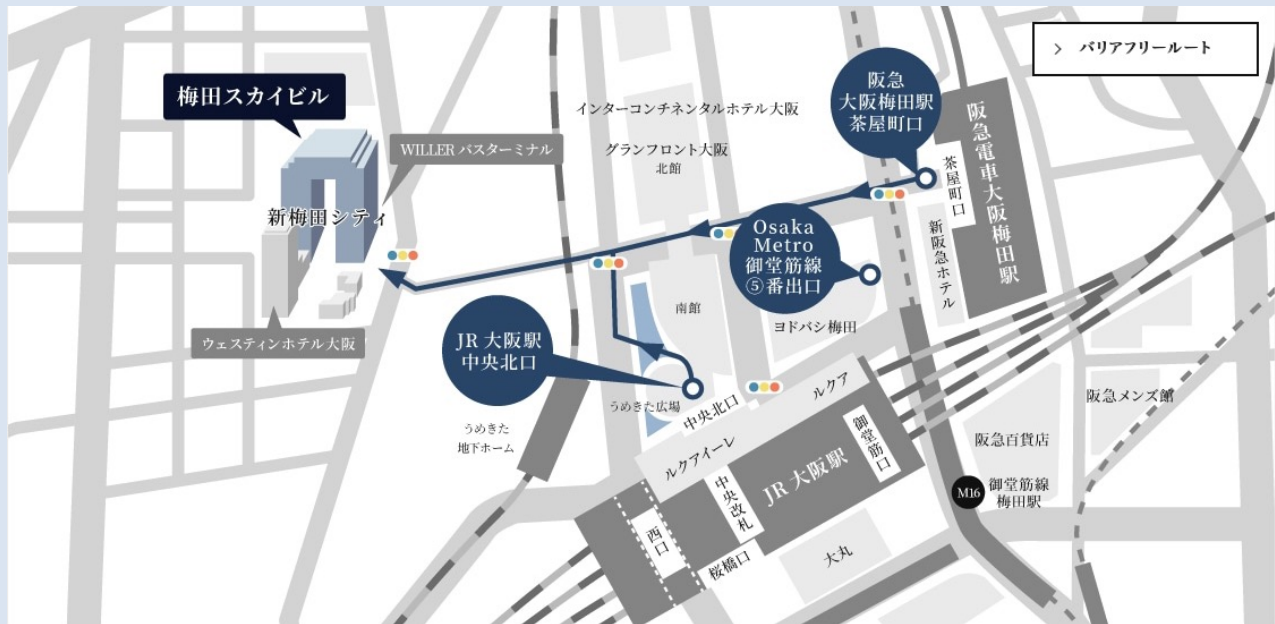 バリアフリールート
梅田スカイビル
阪急
大阪梅田駅
茶屋町口
インターコンチネンタルホテル大阪
WILLER バスターミナル
グランフロント大阪
北館
阪急電車大阪梅田駅
茶屋町口
新梅田シティ
Osaka
Metro
御堂筋線
⑤番出口
新阪急ホテル
南館
ヨドバシ梅田
ウェスティンホテル大阪
JR 大阪駅
中央北口
うめきた広場
中央北口
ルクア
阪急メンズ館
うめきた
地下ホーム
ルクアイーレ
御堂筋口
阪急百貨店
JR 大阪駅
中央改札
M16
御堂筋線
梅田駅
西口
桜橋口
大丸